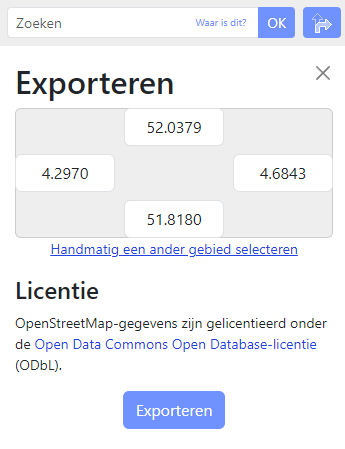 Zoeken Waar is dit? OK
Exporteren
52.0379
4.2970 4.6843
51.8180
Handmatig een ander gebied selecteren
Licentie
OpenStreetMap-gegevens zijn gelicentieerd onder
de Open Data Commons Open Database-licentie
(ODbL).
Exporteren